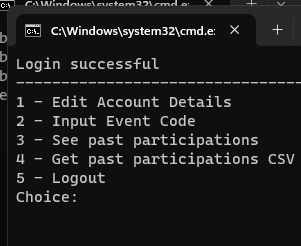 C:\Windows\system32\cmd.e
Login successful
--------------------------------
1 - Edit Account Details
2 - Input Event Code
3 - See past participations
4 - Get past participations CSV
5 - Logout
Choice: